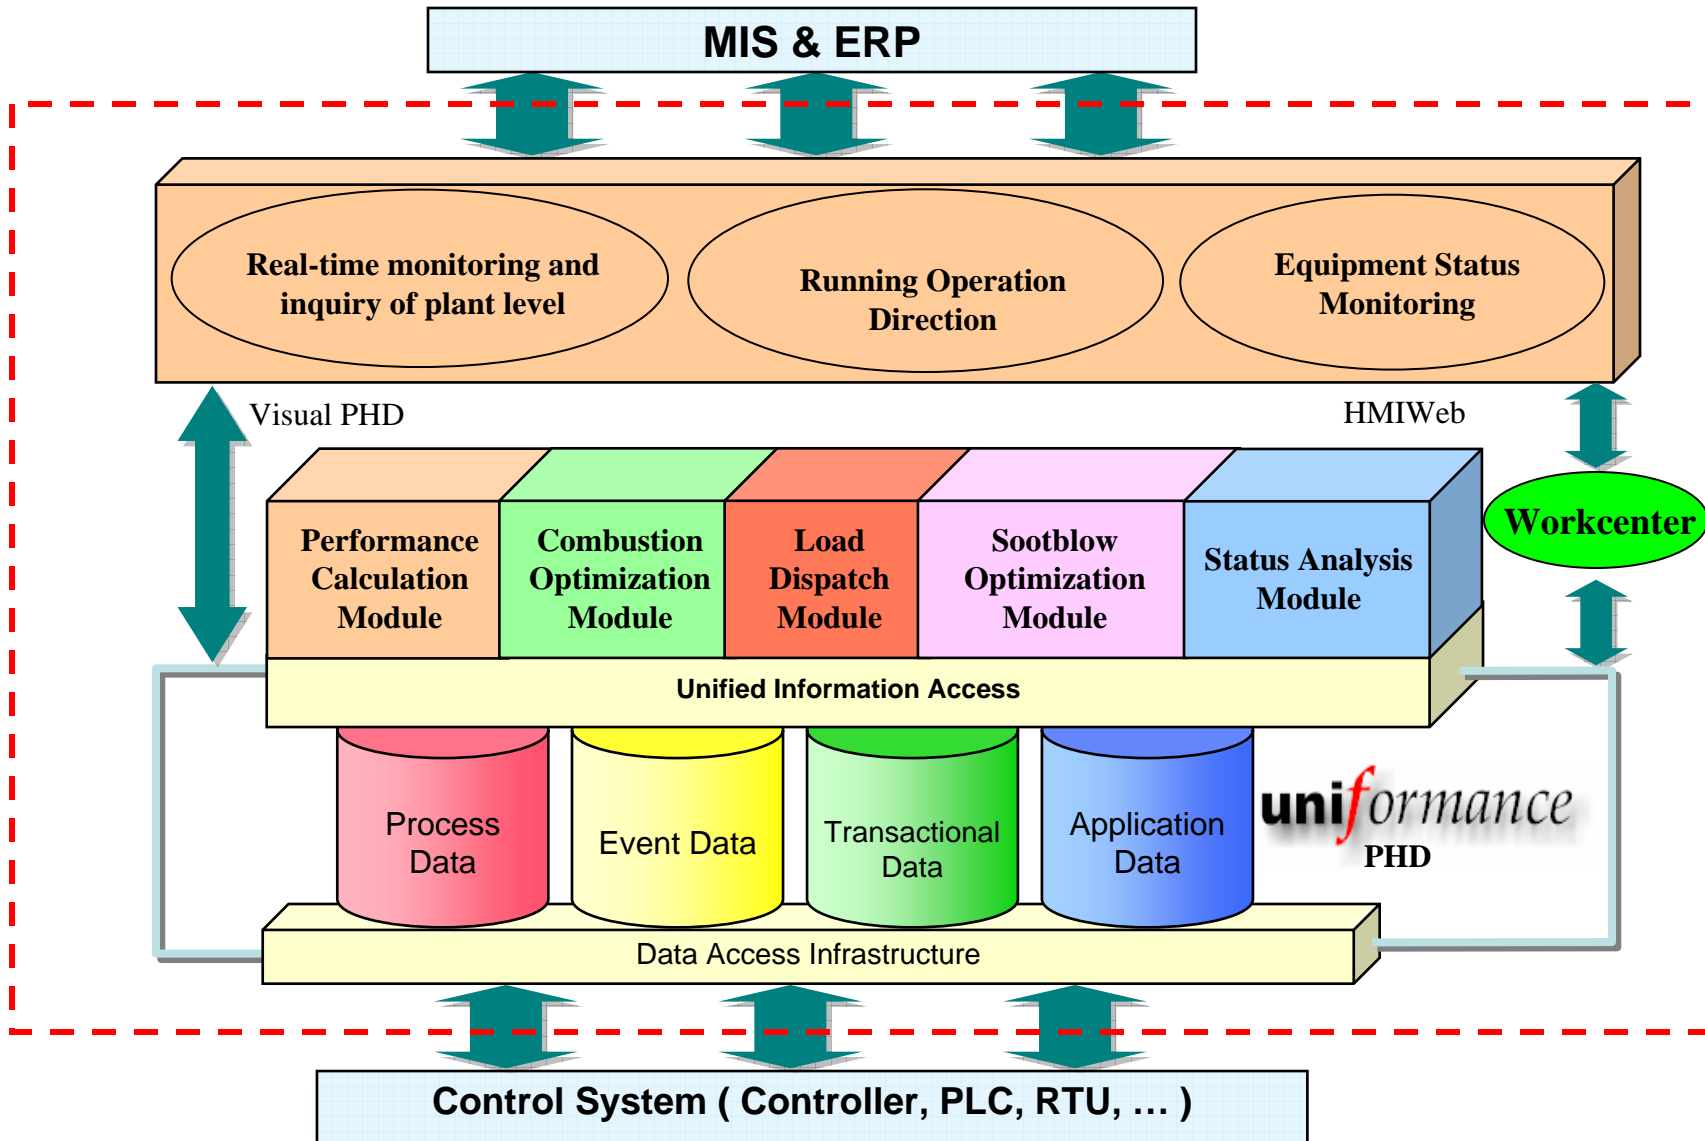 MIS & ERP
Real-time monitoring and
inquiry of plant level
Running Operation
Direction
Equipment Status
Monitoring
Visual PHD
HMIWeb
Performance
Calculation
Module
Combustion
Optimization
Module
Load
Dispatch
Module
Sootblow
Optimization
Module
Status Analysis
Module
Workcenter
Unified Information Access
Process
Data
Event Data
Transactional
Data
Application
Data
uniformance
PHD
Data Access Infrastructure
Control System ( Controller, PLC, RTU, … )